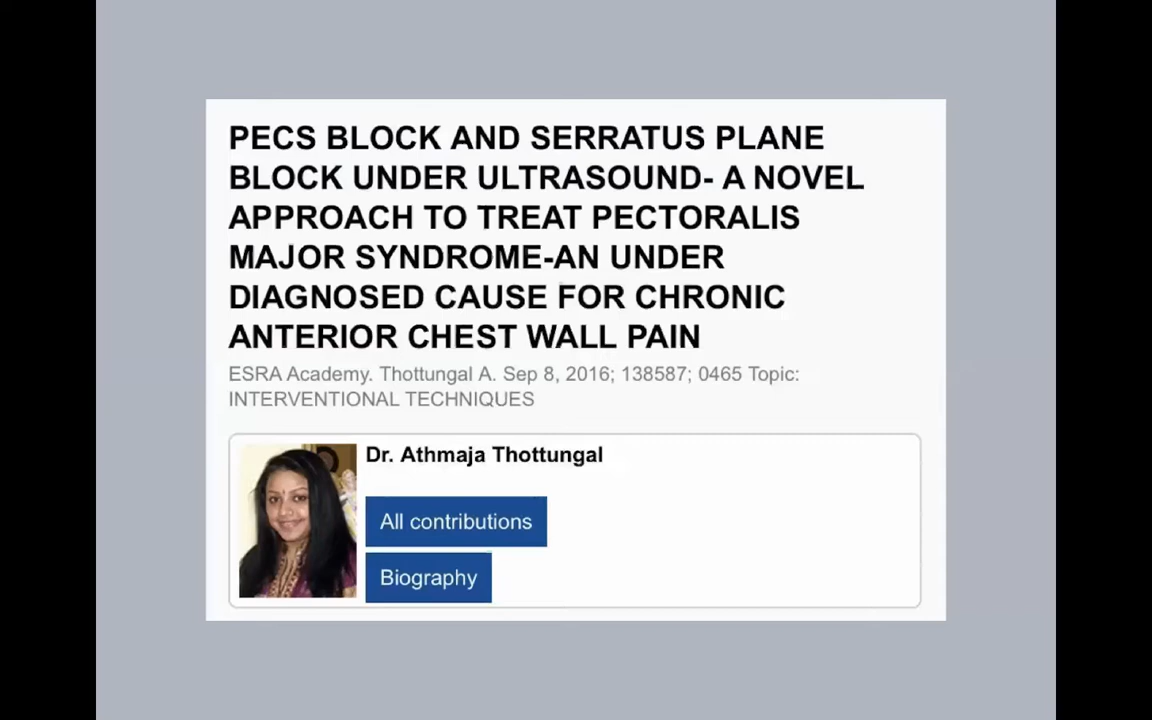 PECS BLOCK AND SERRATUS PLANE
BLOCK UNDER ULTRASOUND- A NOVEL
APPROACH TO TREAT PECTORALIS
MAJOR SYNDROME-AN UNDER
DIAGNOSED CAUSE FOR CHRONIC
ANTERIOR CHEST WALL PAIN
ESRA Academy. Thottungal A. Sep 8, 2016; 138587; 0465 Topic:
INTERVENTIONAL TECHNIQUES
Dr. Athmaja Thottungal
All contributions
Biography